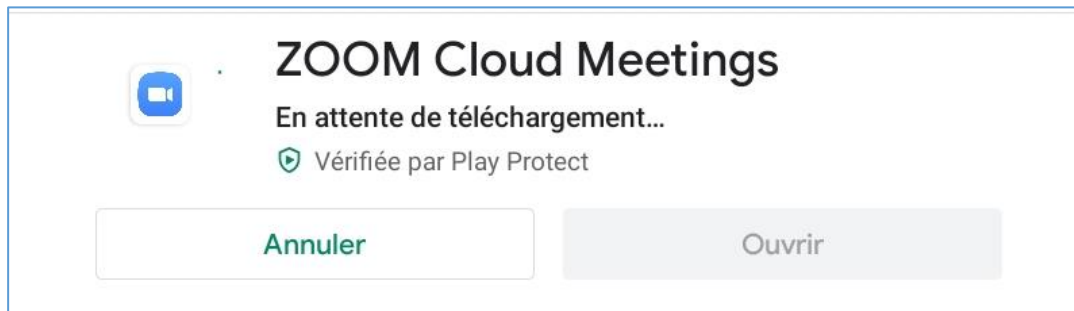 ZOOM Cloud Meetings
En attente de téléchargement...
Vérifiée par Play Protect
Annuler
Ouvrir